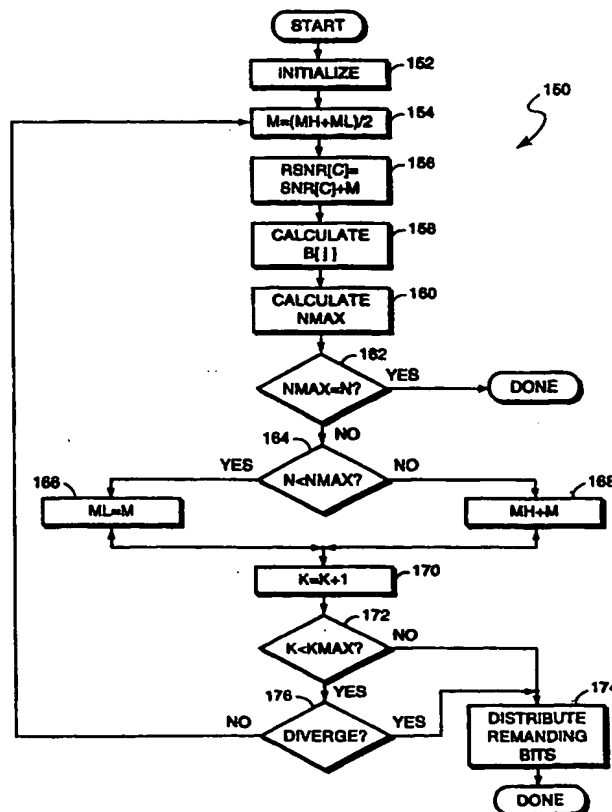 START
INITIALIZE
152
150
M=(MH+ML)/2
154
RSNR[C]=
SNR[C]+M
156
CALCULATE
B[j]
158
CALCULATE
NMAX
160
162
NMAX=N?
YES
DONE
NO
164
N<NMAX?
YES
NO
166
ML=M
168
MH+M
K=K+1
170
172
K<KMAX?
NO
YES
176
DIVERGE?
NO
YES
174
DISTRIBUTE
REMANDING
BITS
DONE